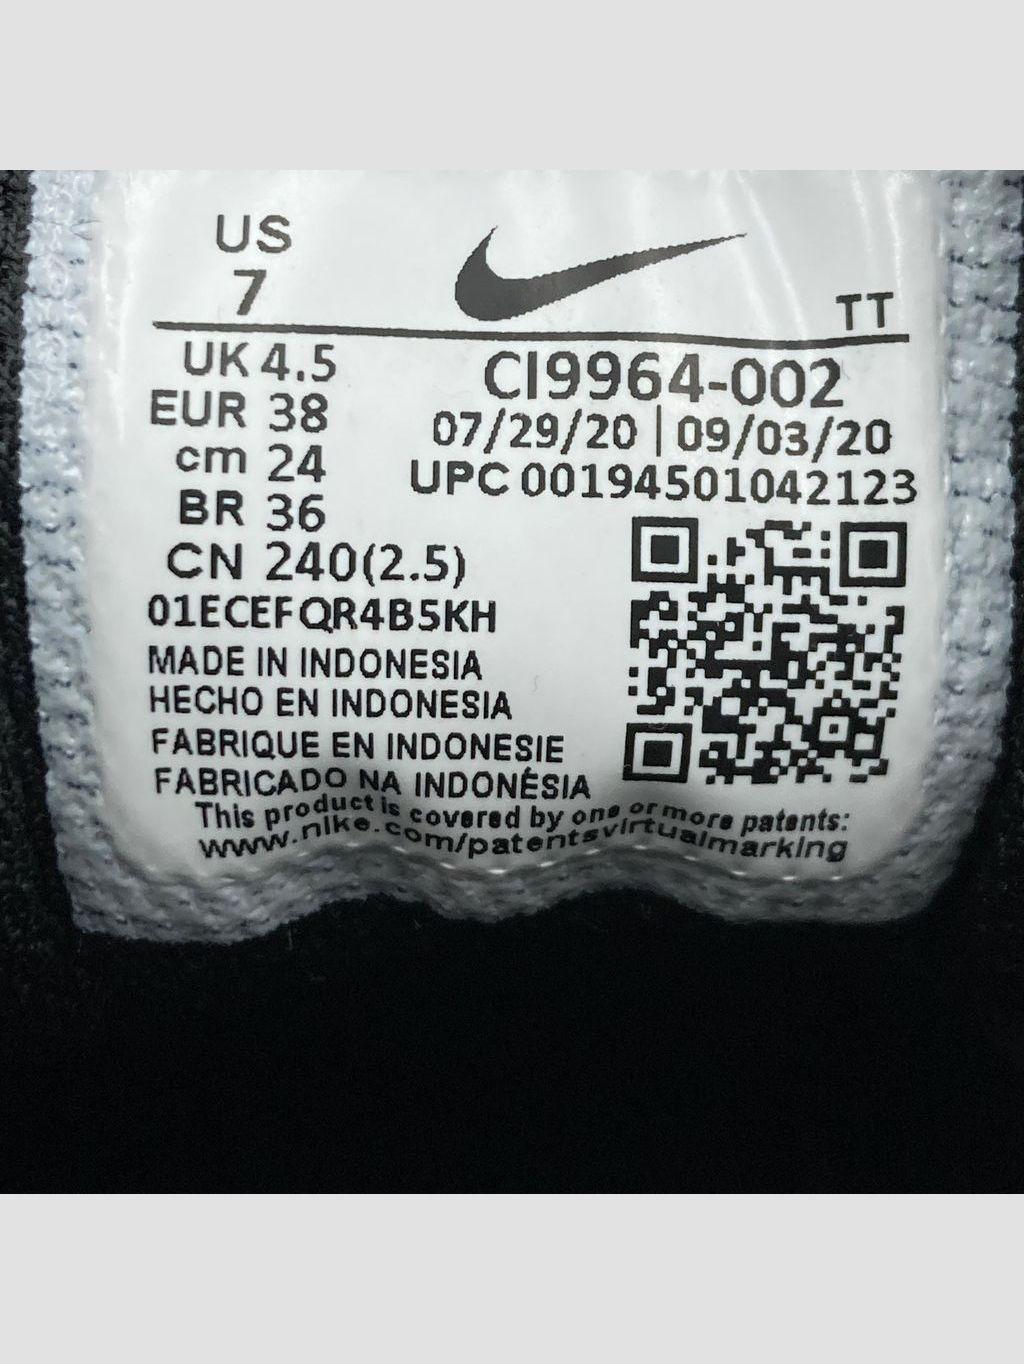 US
7
TT
UK 4.5
EUR 38
cm 24
BR 36
CN 240(2.5)
CI9964-002
07/29/20 | 09/03/20
UPC 00194501042123
01ECEFQR4B5KH
MADE IN INDONESIA
HECHO EN INDONESIA
FABRIQUE EN INDONESIE
FABRICADO NA INDONÉSIA
This product is covered by one or more patents:
www.nike.com/patentsvirtualmarking